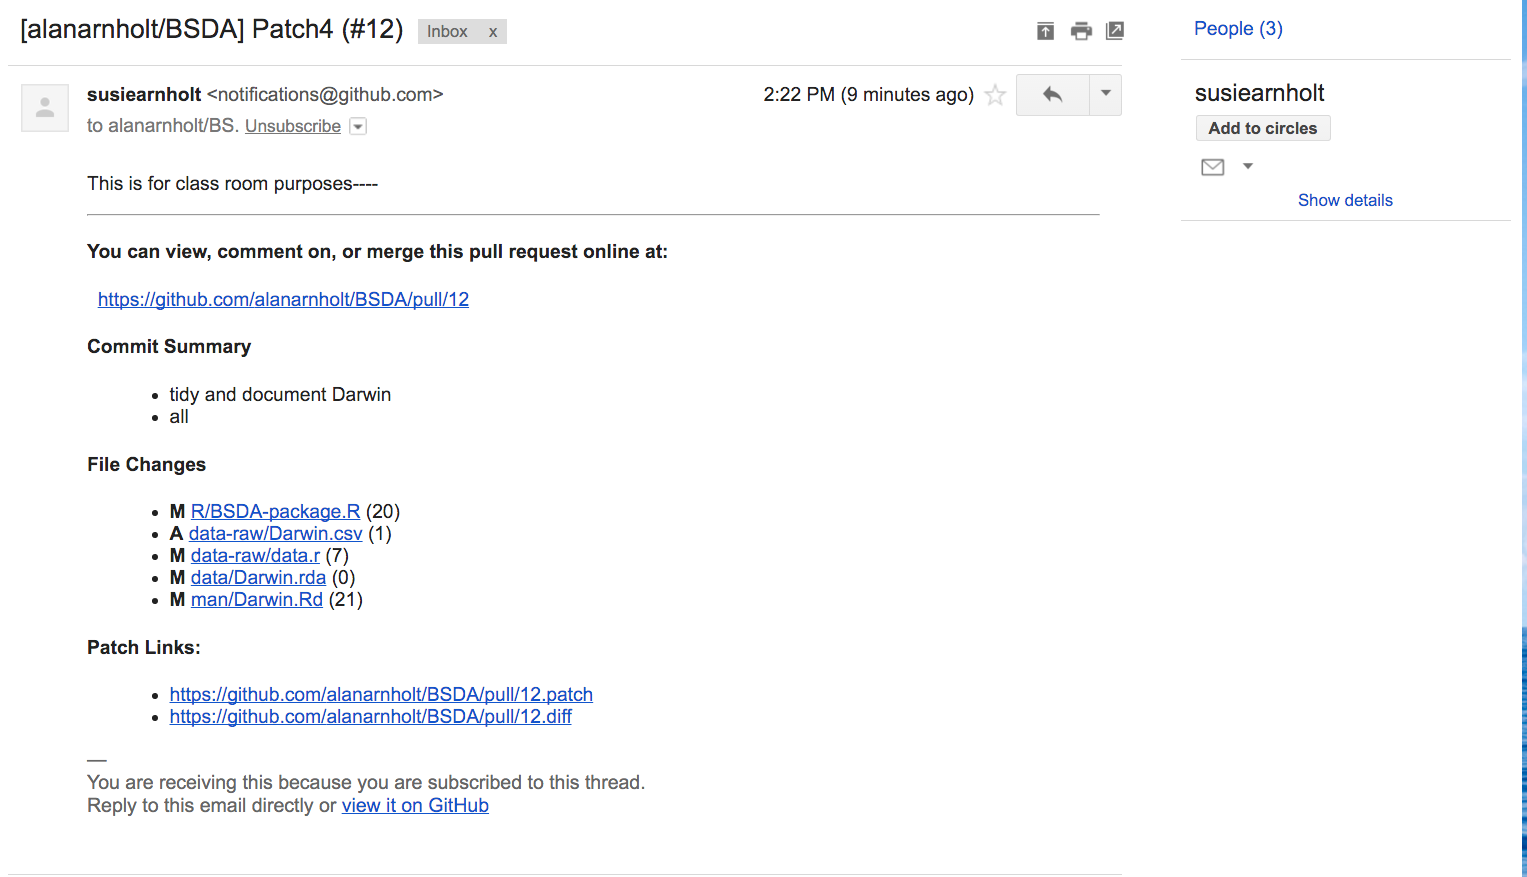 [alanarnholt/BSDA] Patch4 (#12) Inbox x
susiearnholt <notifications@github.com> 2:22 PM (9 minutes ago)
to alanarnholt/BS. Unsubscribe
This is for class room purposes----
You can view, comment on, or merge this pull request online at:
https://github.com/alanarnholt/BSDA/pull/12
Commit Summary
• tidy and document Darwin
• all
File Changes
• M R/BSDA-package.R (20)
• A data-raw/Darwin.csv (1)
• M data-raw/data.r (7)
• M data/Darwin.rda (0)
• M man/Darwin.Rd (21)
Patch Links:
• https://github.com/alanarnholt/BSDA/pull/12.patch
• https://github.com/alanarnholt/BSDA/pull/12.diff
—
You are receiving this because you are subscribed to this thread.
Reply to this email directly or view it on GitHub
People (3)
susiearnholt
Add to circles
Show details